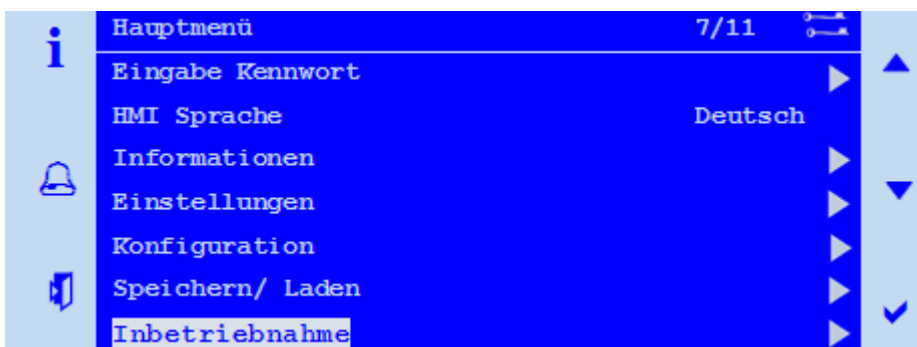 Hauptmenü 7/11
Eingabe Kennwort
HMI Sprache Deutsch
Informationen
Einstellungen
Konfiguration
Speichern/ Laden
Inbetriebnahme